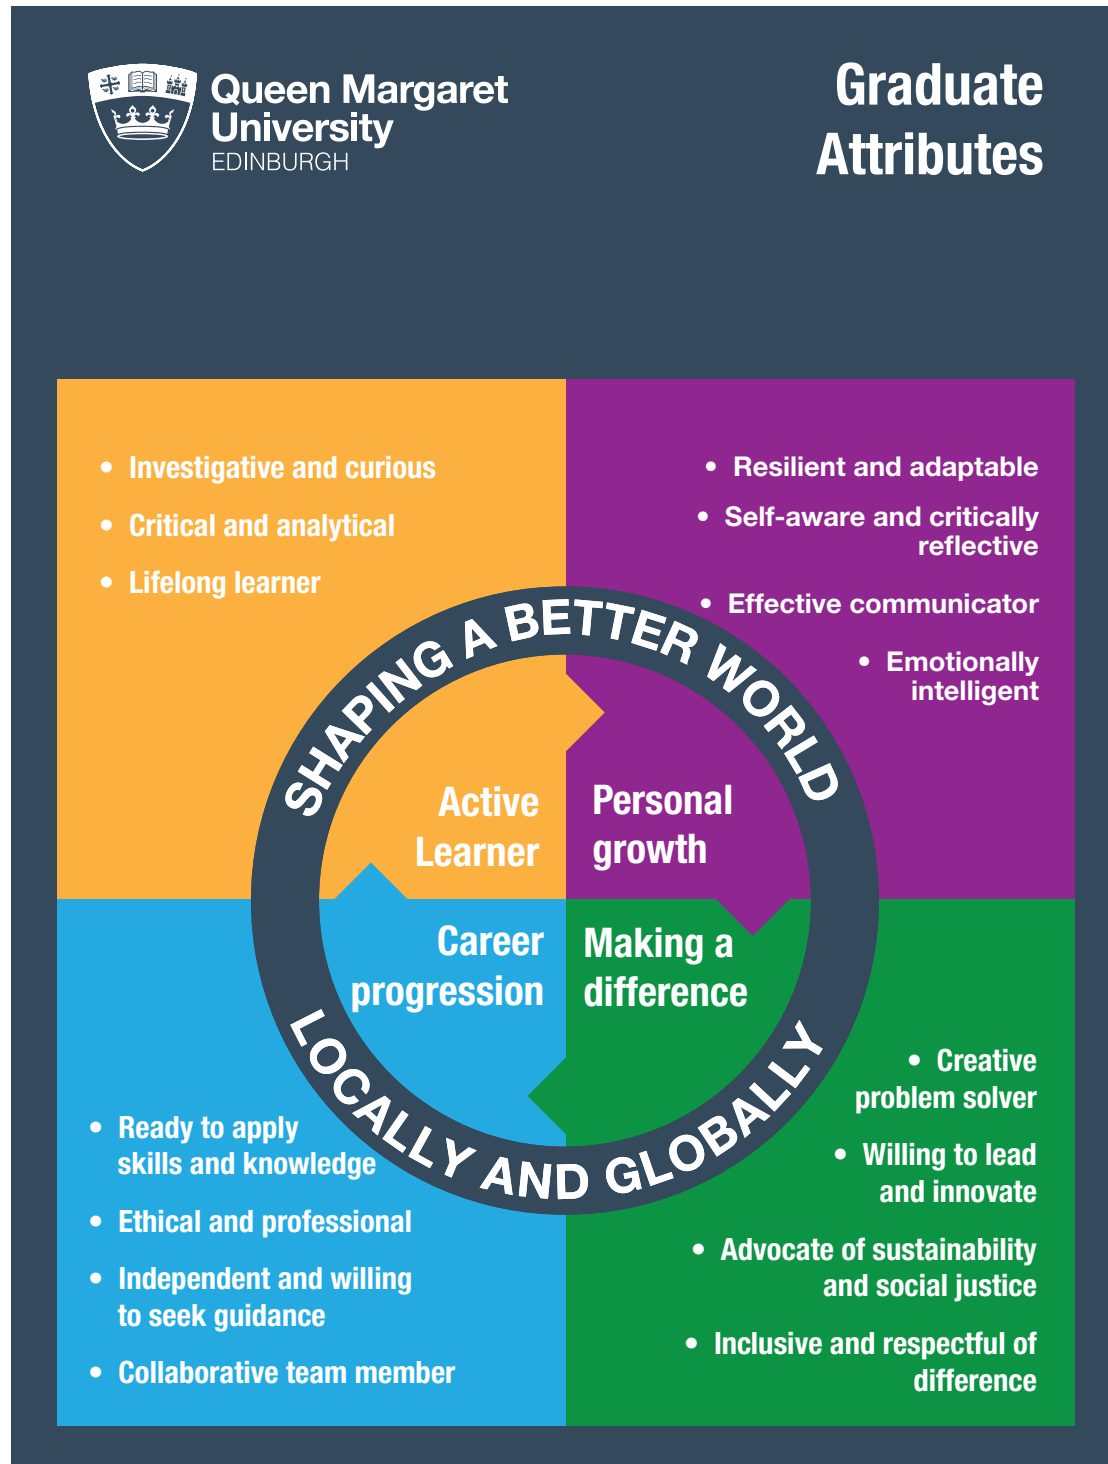 Queen Margaret
University
EDINBURGH
Graduate
Attributes
• Investigative and curious
• Critical and analytical
• Lifelong learner
• Resilient and adaptable
• Self-aware and critically
reflective
• Effective communicator
• Emotionally
intelligent
SHAPING A BETTER WORLD
Active
Learner
Personal
growth
Career
progression
Making a
difference
LOCALLY AND GLOBALLY
• Ready to apply
skills and knowledge
• Ethical and professional
• Independent and willing
to seek guidance
• Collaborative team member
• Creative
problem solver
• Willing to lead
and innovate
• Advocate of sustainability
and social justice
• Inclusive and respectful of
difference